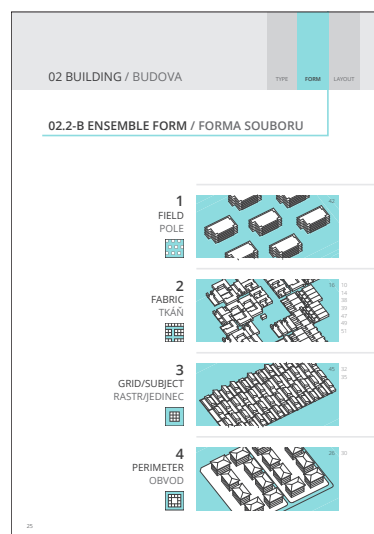 02 BUILDING / BUDOVA
TYPE FORM LAYOUT
02.2-B ENSEMBLE FORM / FORMA SOUBORU
1
FIELD
POLE
42
2
FABRIC
TKÁŇ
16 10
14
38
39
47
49
51
3
GRID/SUBJECT
RASTR/JEDINEC
45 32
35
4
PERIMETER
OBVOD
26 30
25